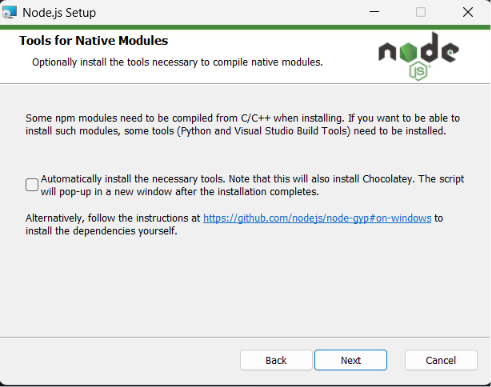 Node.js Setup
Tools for Native Modules
Optionally install the tools necessary to compile native modules.
node
JS
Some npm modules need to be compiled from C/C++ when installing. If you want to be able to
install such modules, some tools (Python and Visual Studio Build Tools) need to be installed.
Automatically install the necessary tools. Note that this will also install Chocolatey. The script
will pop-up in a new window after the installation completes.
Alternatively, follow the instructions at https://github.com/nodejs/node-gyp#on-windows to
install the dependencies yourself.
Back
Next
Cancel